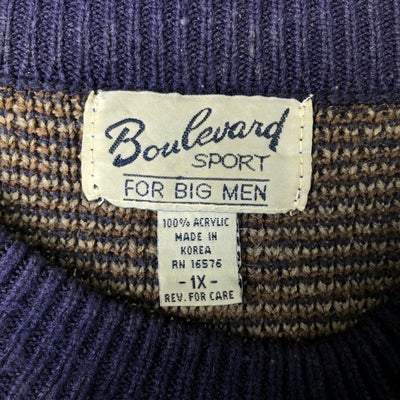 Boulevard
SPORT
FOR BIG MEN
100% ACRYLIC
MADE IN
KOREA
RN 16576
- 1X -
REV. FOR CARE